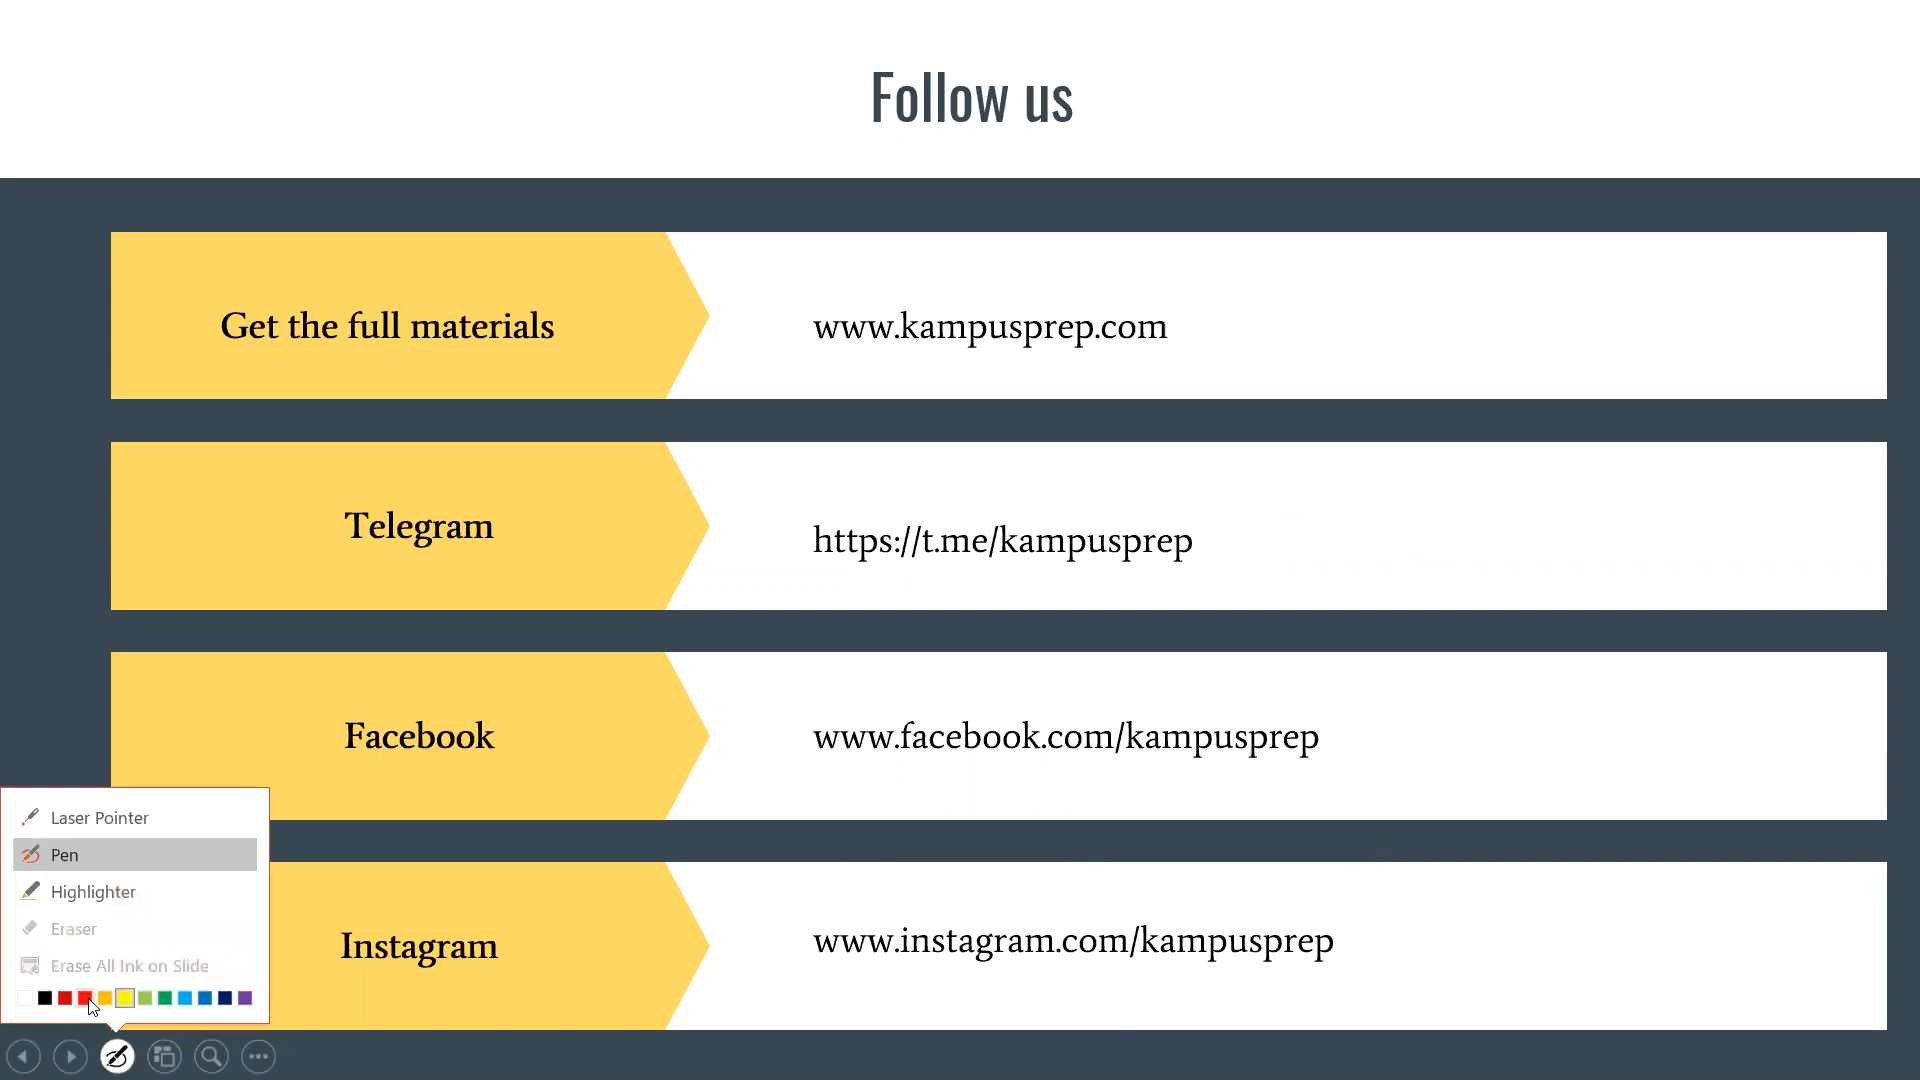 Follow us
Get the full materials
www.kampusprep.com
Telegram
https://t.me/kampusprep
Facebook
www.facebook.com/kampusprep
Instagram
www.instagram.com/kampusprep
Laser Pointer
Pen
Highlighter
Eraser
Erase All Ink on Slide